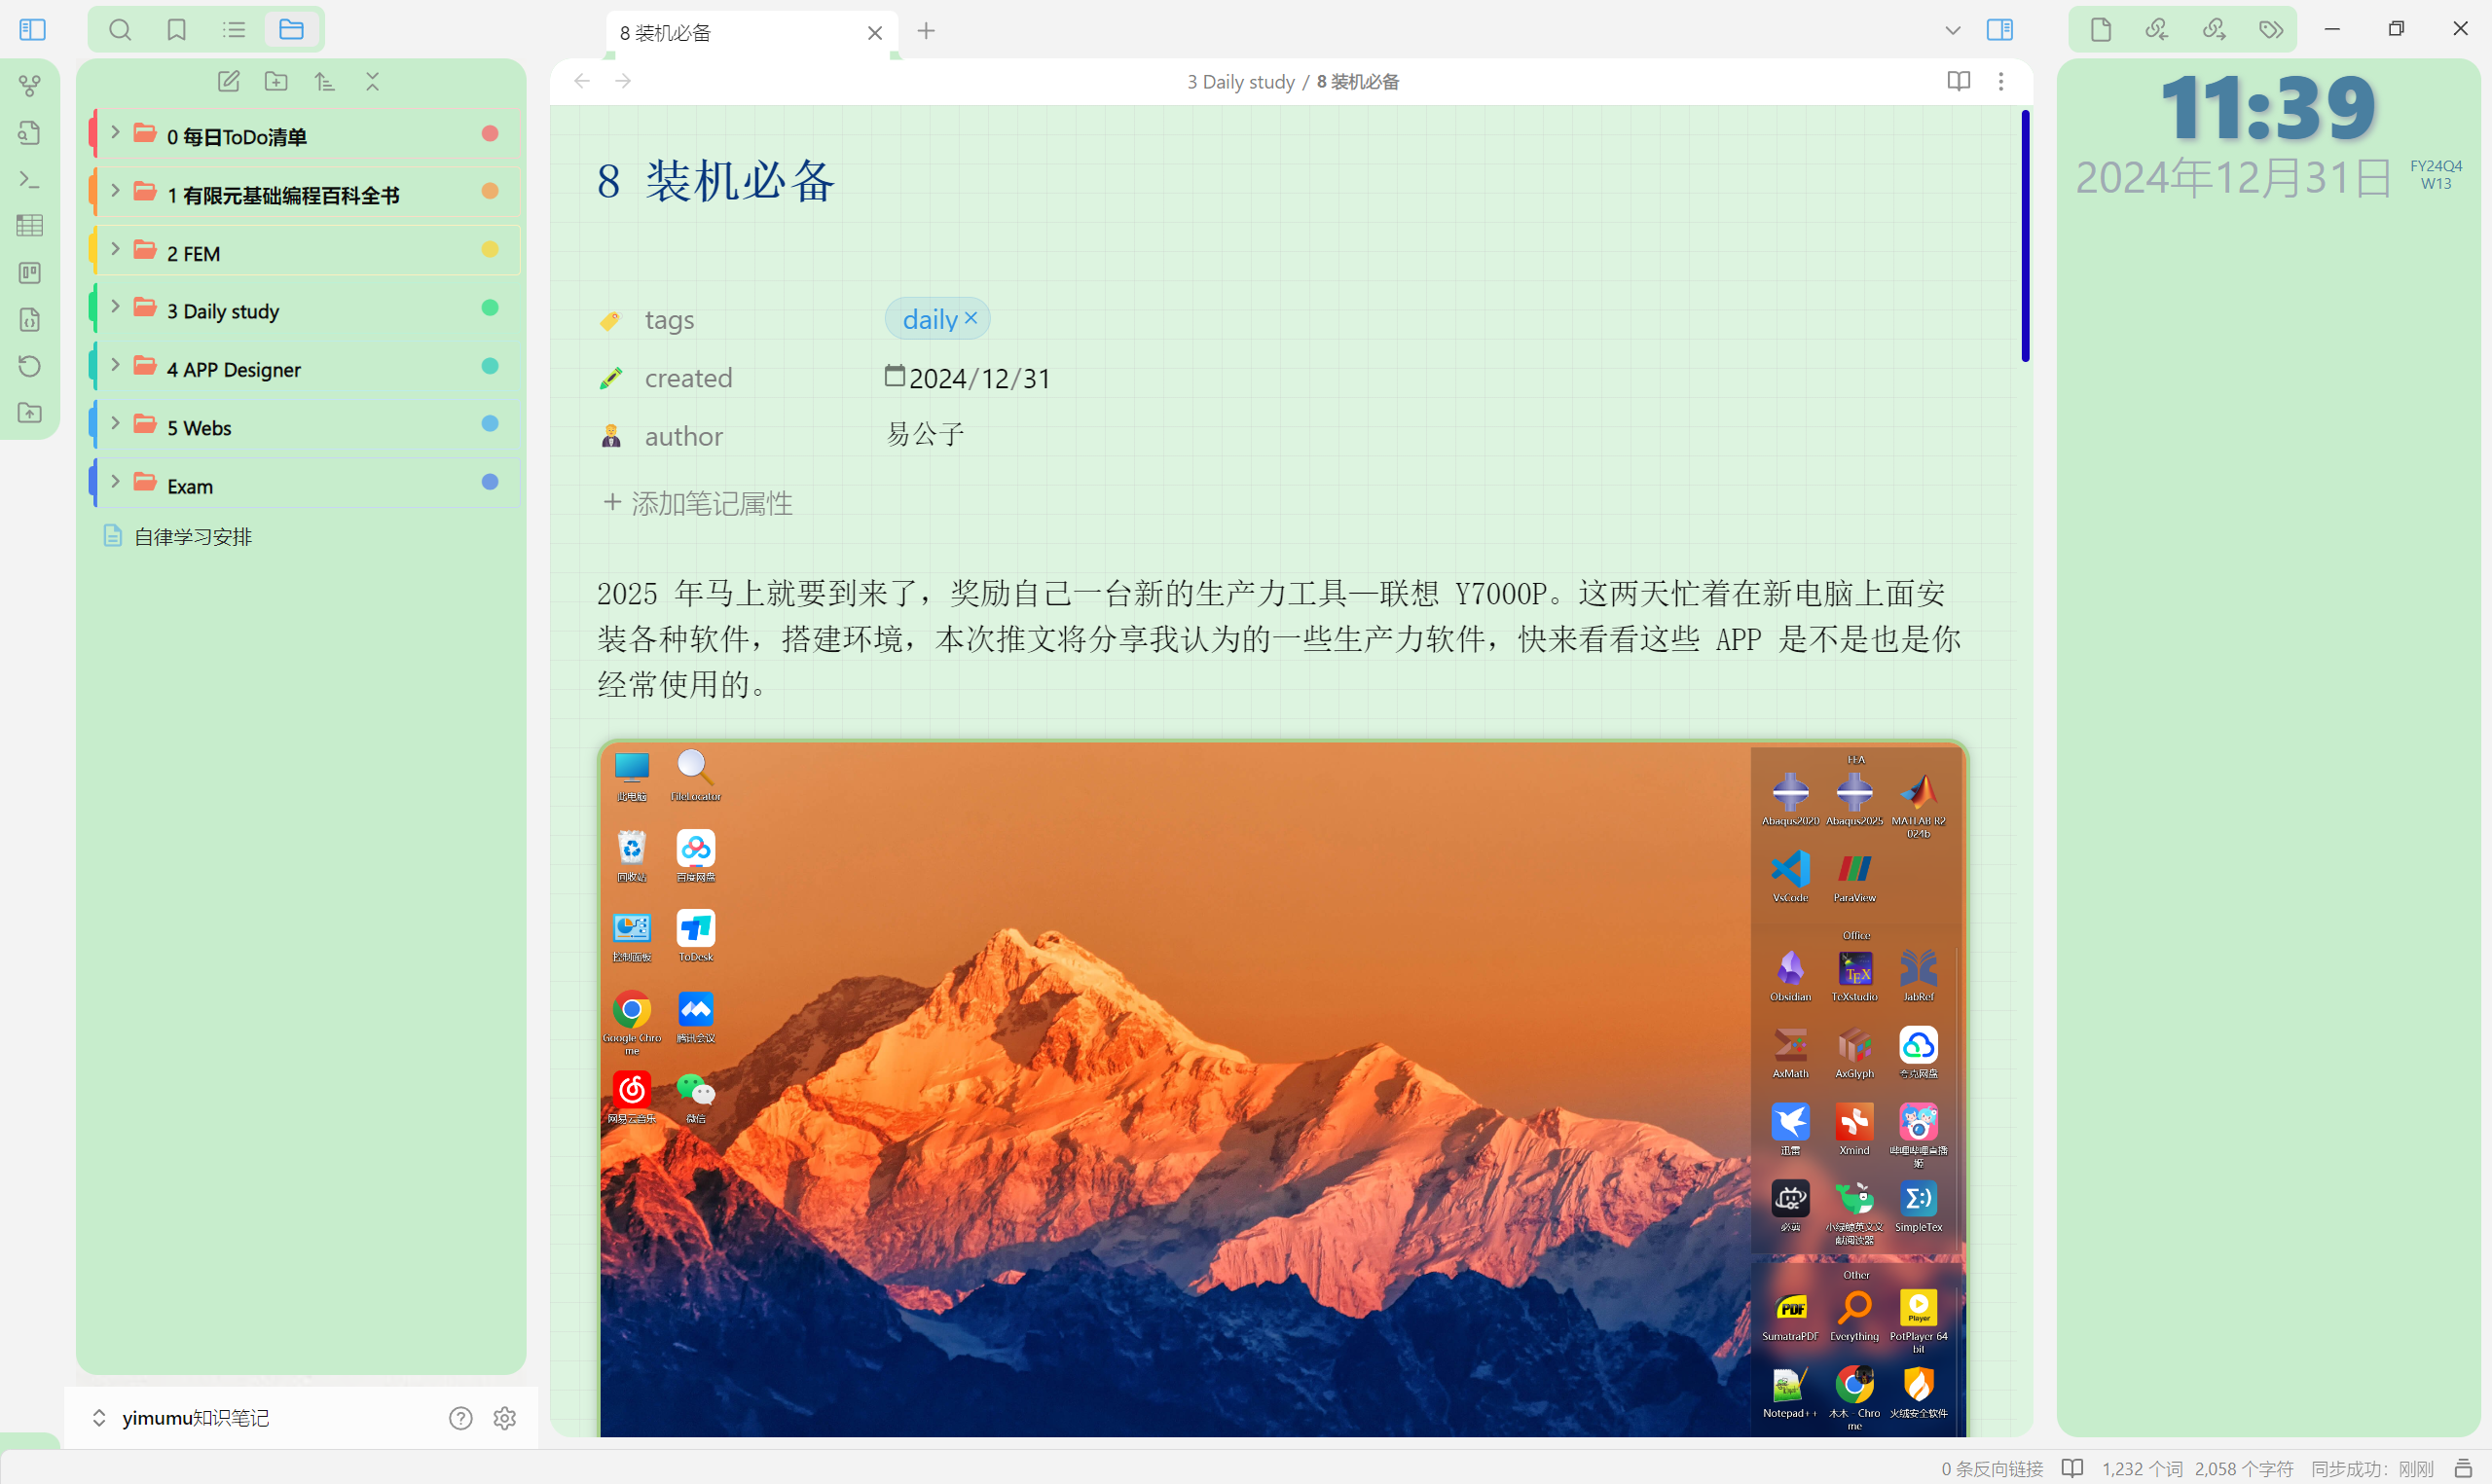 8 装机必备
3 Daily study / 8 装机必备
0 每日ToDo清单
1 有限元基础编程百科全书
2 FEM
3 Daily study
4 APP Designer
5 Webs
Exam
自律学习安排
yimumu知识笔记
8 装机必备
tags
daily
created
2024/12/31
author
易公子
添加笔记属性
2025 年马上就要到来了，奖励自己一台新的生产力工具—联想 Y7000P。这两天忙着在新电脑上面安
装各种软件，搭建环境，本次推文将分享我认为的一些生产力软件，快来看看这些 APP 是不是也是你
经常使用的。
此电脑
FileLocator
回收站
百度网盘
控制面板
ToDesk
Google Chro
me
腾讯会议
网易云音乐
微信
FEA
Abaqus2020
Abaqus2025
MATLAB R2
024b
VsCode
ParaView
Office
Obsidian
TeXstudio
JabRef
AxMath
AxGlyph
夸克网盘
迅雷
Xmind
哔哩哔哩直播
姬
必剪
小绿鲸英文文
献阅读器
SimpleTex
Other
SumatraPDF
Everything
PotPlayer 64
bit
Notepad++
木木 - Chro
me
火绒安全软件
11:39
2024年12月31日
FY24Q4
W13
0 条反向链接
1,232 个词
2,058 个字符
同步成功：刚刚